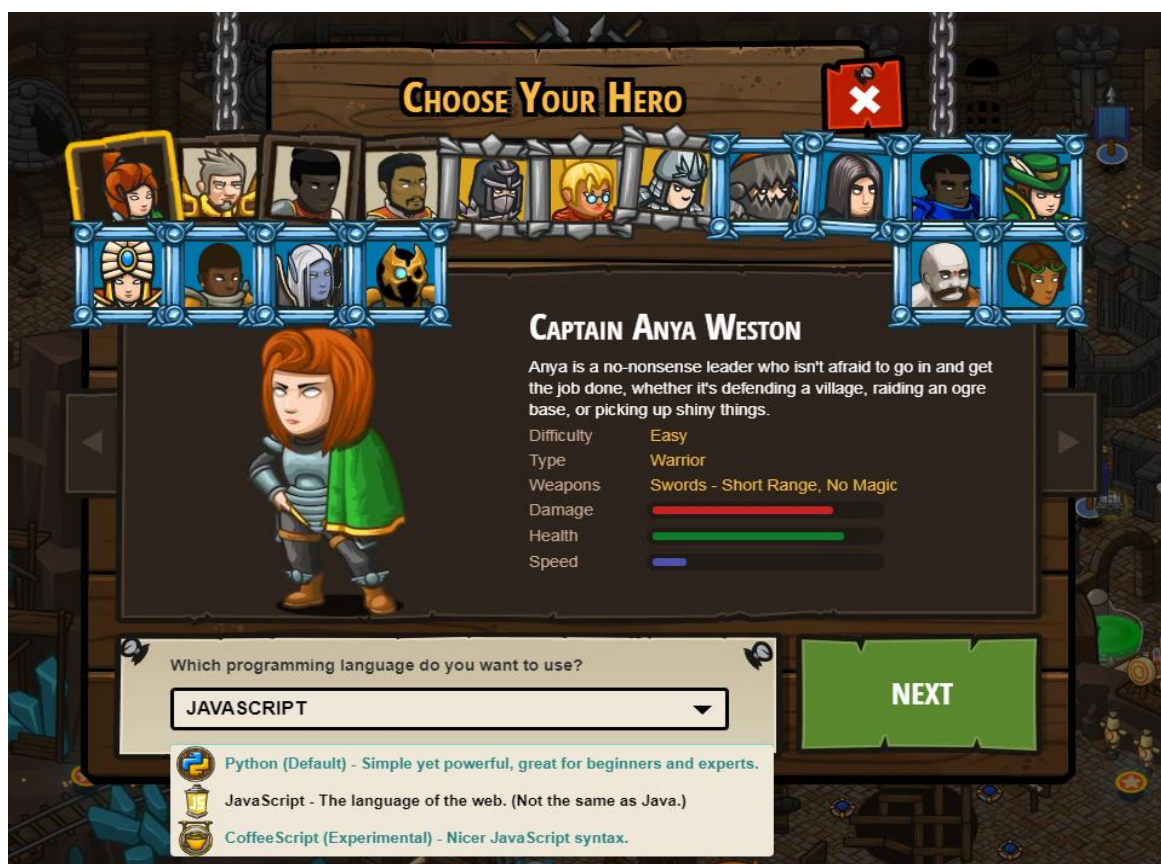 CHOOSE YOUR HERO
CAPTAIN ANYA WESTON
Anya is a no-nonsense leader who isn't afraid to go in and get
the job done, whether it's defending a village, raiding an ogre
base, or picking up shiny things.
Difficulty Easy
Type Warrior
Weapons Swords - Short Range, No Magic
Damage
Health
Speed
Which programming language do you want to use?
JAVASCRIPT
NEXT
Python (Default) - Simple yet powerful, great for beginners and experts.
JS
JavaScript - The language of the web. (Not the same as Java.)
CoffeeScript (Experimental) - Nicer JavaScript syntax.